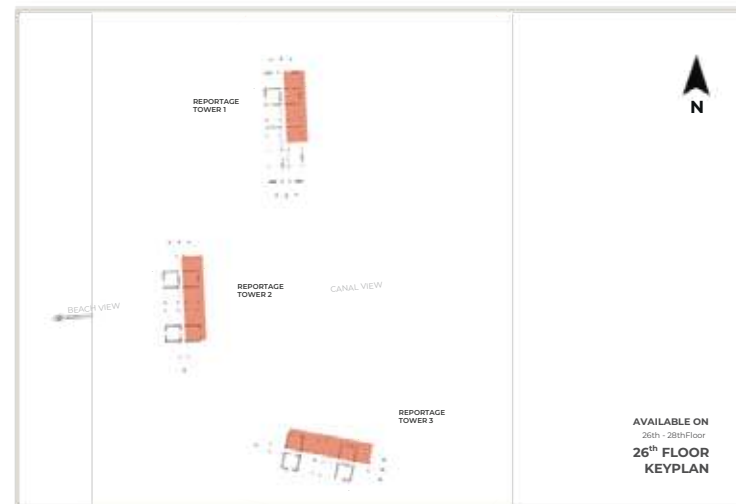 REPORTAGE
TOWER 1
N
REPORTAGE
TOWER 2
CANAL VIEW
BEACH VIEW
REPORTAGE
TOWER 3
AVAILABLE ON
26th - 28thFloor
26th FLOOR
KEYPLAN